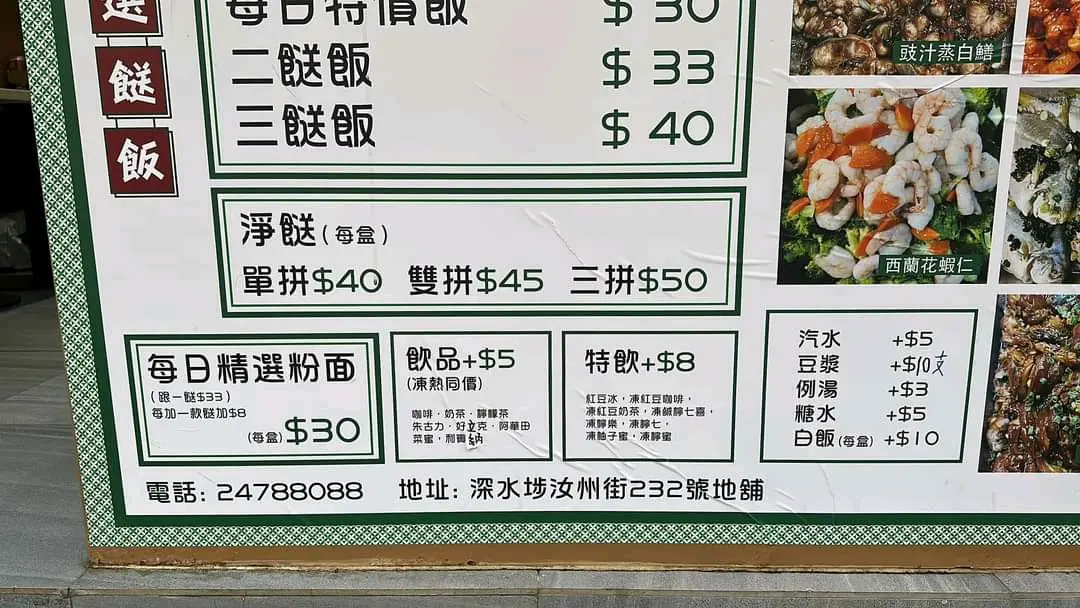 選
餸
飯
每日特價飯 $ 30
二餸飯 $ 33
三餸飯 $ 40
豉汁蒸白鱔
西蘭花蝦仁
淨餸(每盒)
單拼$40 雙拼$45 三拼$50
每日精選粉面
(跟一餸$33)
每加一款餸加$8
(每盒)$30
飲品+$5
(凍熱同價)
咖啡·奶茶·檸檬茶
朱古力·好立克·阿華田
菜蜜,利賓納
特飲+$8
紅豆冰,凍紅豆咖啡,
凍紅豆奶茶,凍鹹檸七喜,
凍檸樂,凍檸七,
凍柚子蜜,凍檸蜜
汽水 +$5
豆漿 +$10支
例湯 +$3
糖水 +$5
白飯(每盒) +$10
電話: 24788088 地址: 深水埗汝州街232號地舖